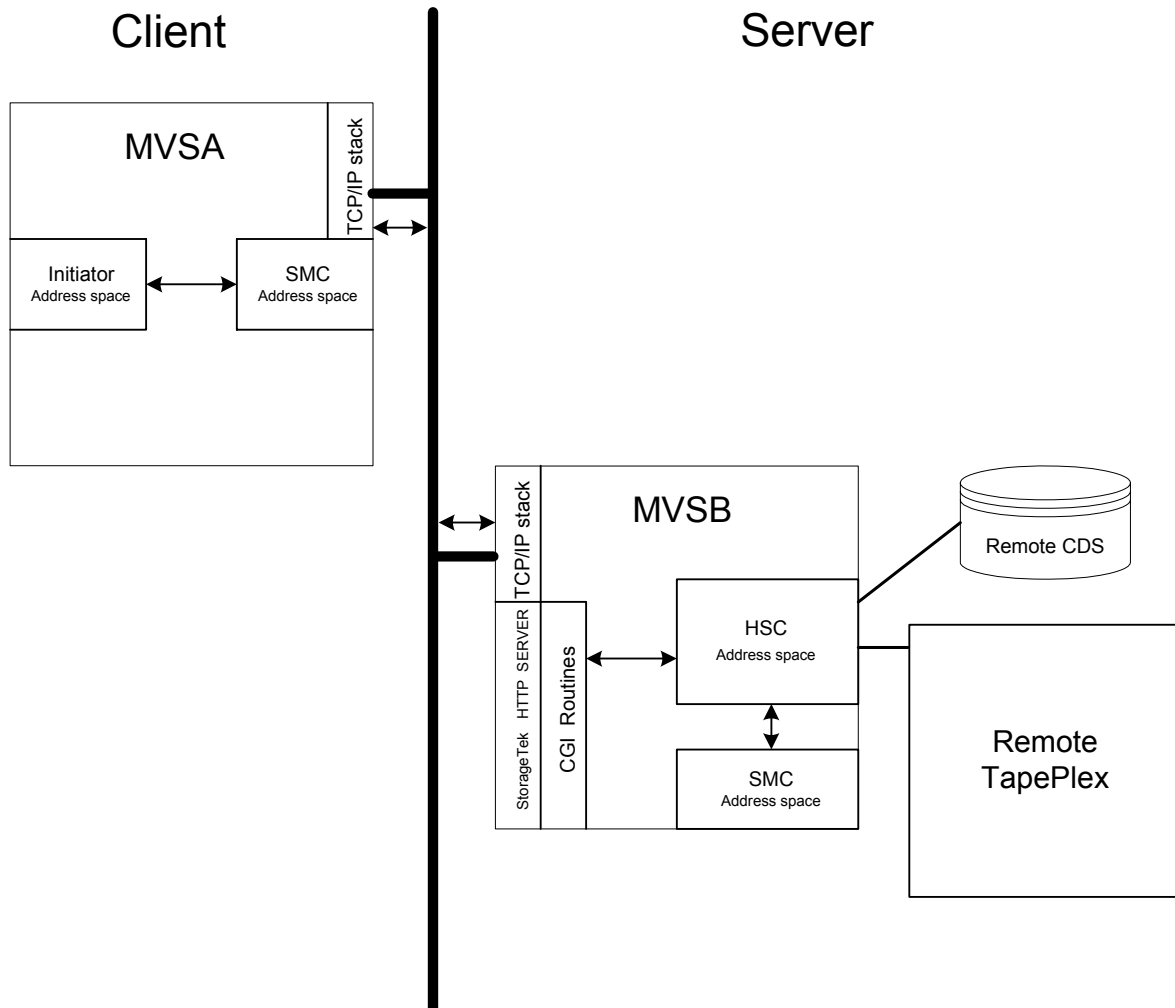 Client
Server
MVSA
TCP/IP stack
Initiator
Address space
SMC
Address space
TCP/IP stack
MVSB
Remote CDS
StorageTek HTTP SERVER
CGI Routines
HSC
Address space
SMC
Address space
Remote
TapePlex